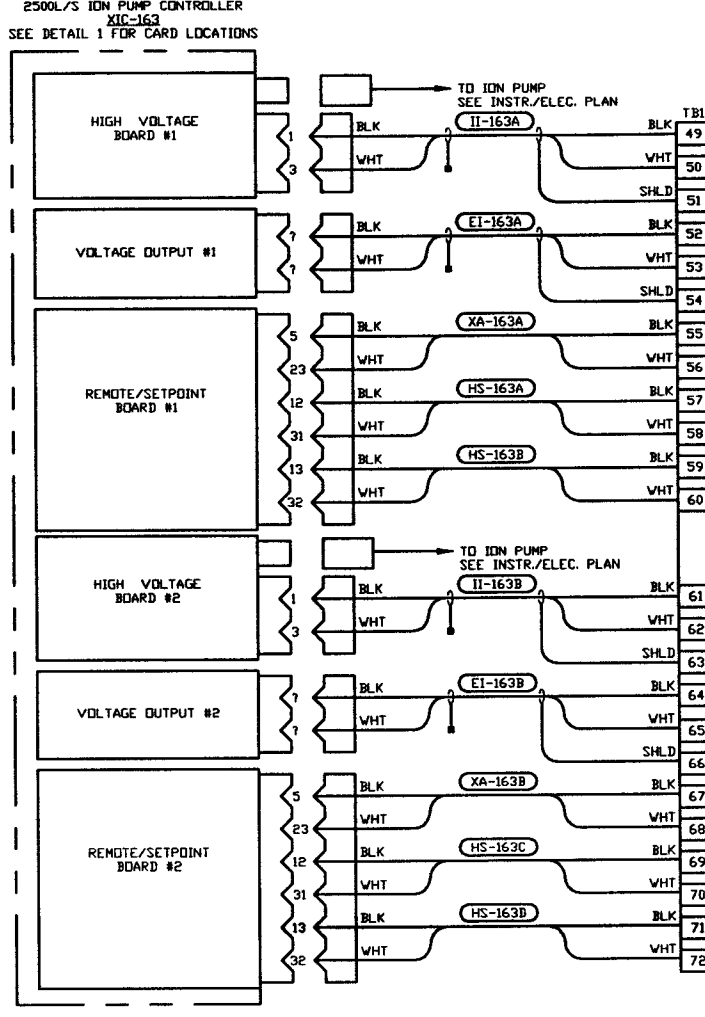 2500L/S ION PUMP CONTROLLER
XIC-163
SEE DETAIL 1 FOR CARD LOCATIONS
TO ION PUMP
SEE INSTR./ELEC. PLAN
TB1
HIGH VOLTAGE
BOARD #1
1 BLK II-163A BLK 49
3 WHT WHT 50
SHLD 51
VOLTAGE OUTPUT #1
? BLK EI-163A BLK 52
? WHT WHT 53
SHLD 54
REMOTE/SETPOINT
BOARD #1
5 BLK XA-163A BLK 55
23 WHT WHT 56
12 BLK HS-163A BLK 57
31 WHT WHT 58
13 BLK HS-163B BLK 59
32 WHT WHT 60
TO ION PUMP
SEE INSTR./ELEC. PLAN
HIGH VOLTAGE
BOARD #2
1 BLK II-163B BLK 61
3 WHT WHT 62
SHLD 63
VOLTAGE OUTPUT #2
? BLK EI-163B BLK 64
? WHT WHT 65
SHLD 66
REMOTE/SETPOINT
BOARD #2
5 BLK XA-163B BLK 67
23 WHT WHT 68
12 BLK HS-163C BLK 69
31 WHT WHT 70
13 BLK HS-163D BLK 71
32 WHT WHT 72